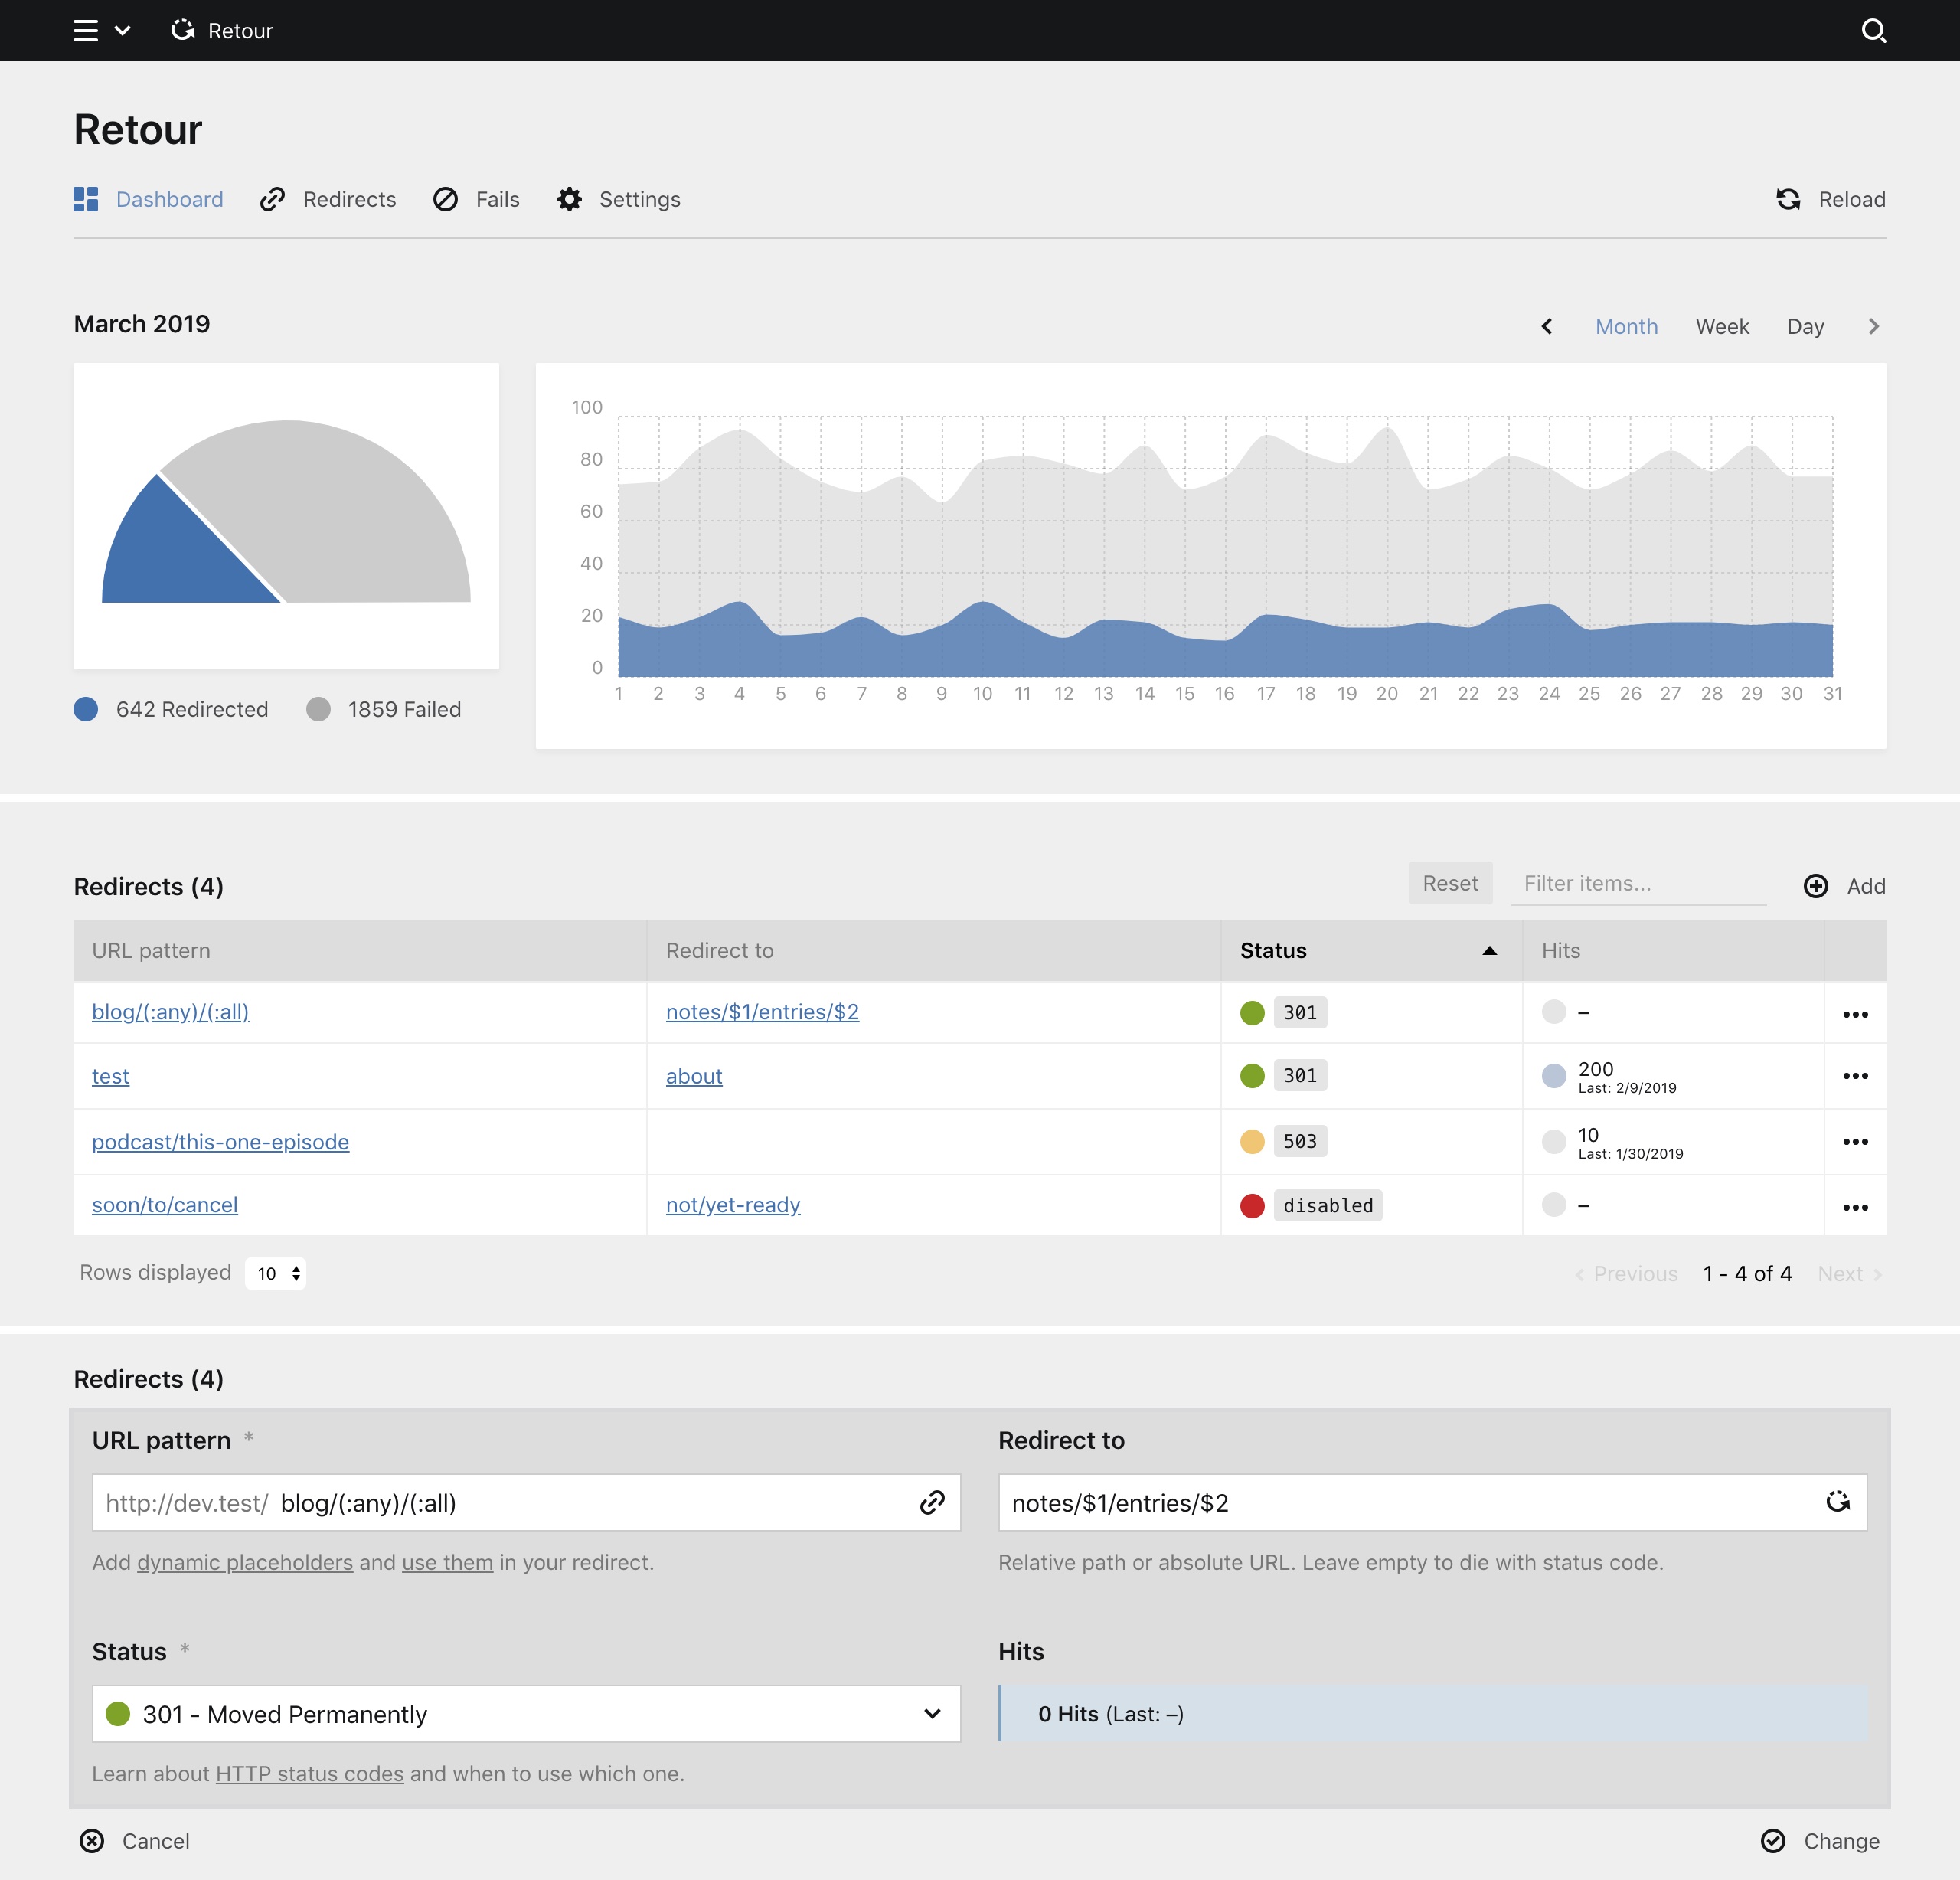 Retour
Retour
Dashboard Redirects Fails Settings Reload
March 2019 Month Week Day
100
80
60
40
20
0
1 2 3 4 5 6 7 8 9 10 11 12 13 14 15 16 17 18 19 20 21 22 23 24 25 26 27 28 29 30 31
642 Redirected 1859 Failed
Redirects (4) Reset Filter items... Add
URL pattern Redirect to Status Hits
blog/(:any)/(:all) notes/$1/entries/$2 301 –
test about 301 200
Last: 2/9/2019
podcast/this-one-episode 503 10
Last: 1/30/2019
soon/to/cancel not/yet-ready disabled –
Rows displayed 10 Previous 1 - 4 of 4 Next
Redirects (4)
URL pattern * Redirect to
http://dev.test/ blog/(:any)/(:all) notes/$1/entries/$2
Add dynamic placeholders and use them in your redirect. Relative path or absolute URL. Leave empty to die with status code.
Status * Hits
301 - Moved Permanently 0 Hits (Last: –)
Learn about HTTP status codes and when to use which one.
Cancel Change